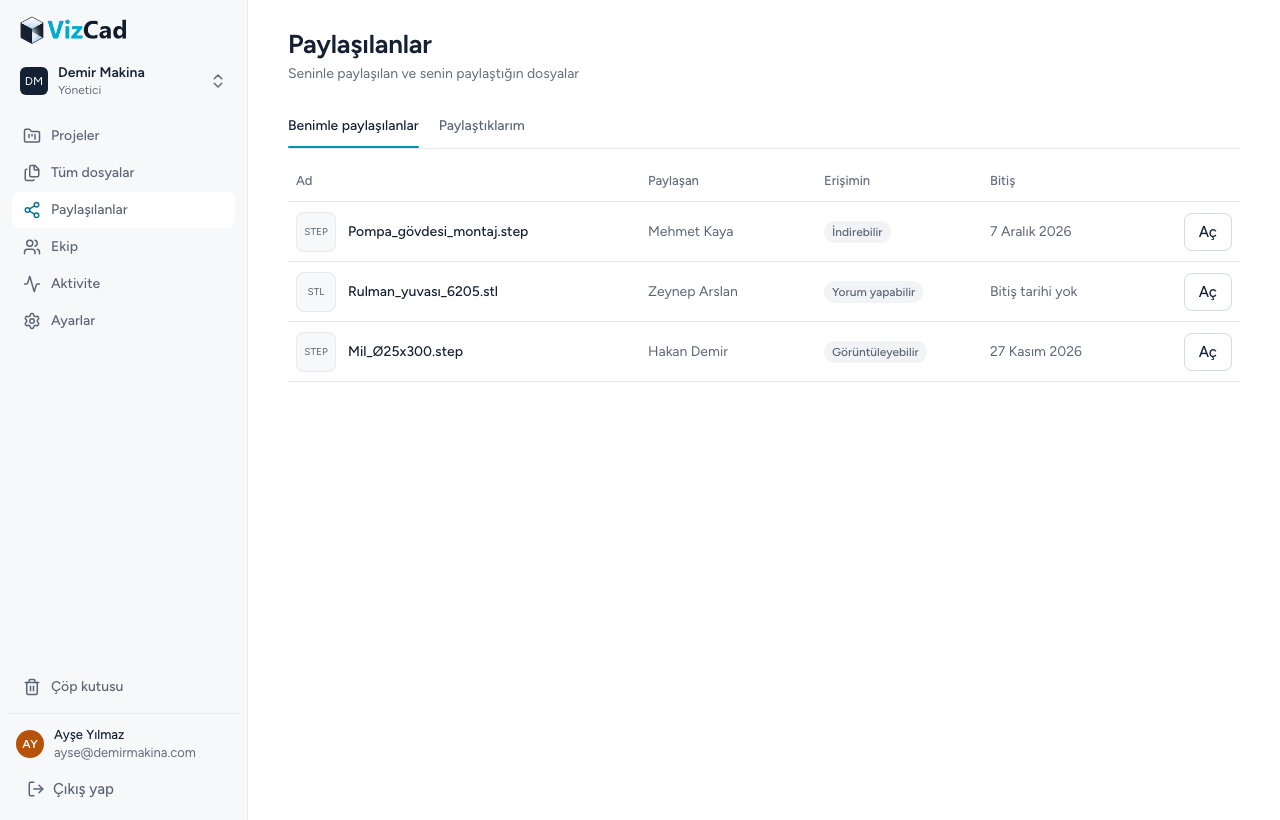 VizCad
DM
Demir Makina
Yönetici
Projeler
Tüm dosyalar
Paylaşılanlar
Ekip
Aktivite
Ayarlar
Çöp kutusu
AY
Ayşe Yılmaz
ayse@demirmakina.com
Çıkış yap
Paylaşılanlar
Seninle paylaşılan ve senin paylaştığın dosyalar
Benimle paylaşılanlar Paylaştıklarım
Ad Paylaşan Erişimin Bitiş
STEP Pompa_gövdesi_montaj.step Mehmet Kaya İndirebilir 7 Aralık 2026 Aç
STL Rulman_yuvası_6205.stl Zeynep Arslan Yorum yapabilir Bitiş tarihi yok Aç
STEP Mil_Ø25x300.step Hakan Demir Görüntüleyebilir 27 Kasım 2026 Aç